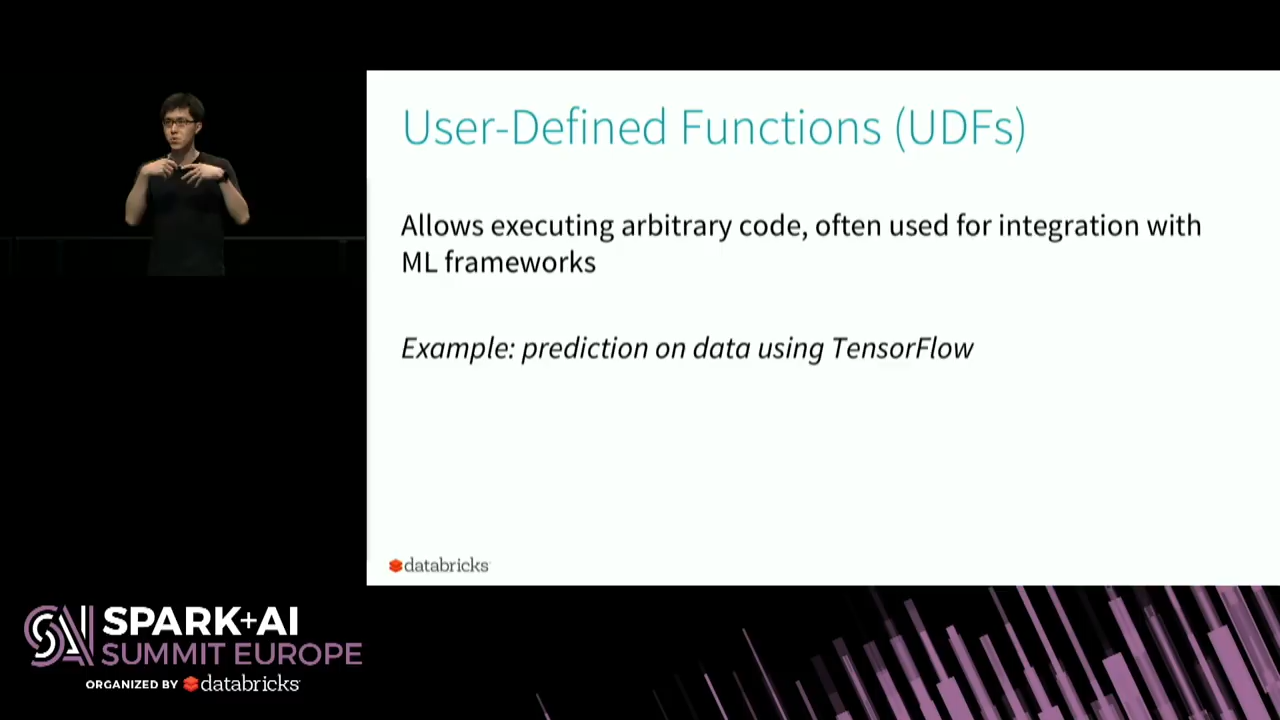 User-Defined Functions (UDFs)
Allows executing arbitrary code, often used for integration with
ML frameworks
Example: prediction on data using TensorFlow
databricks
SPARK+AI
SUMMIT EUROPE
ORGANIZED BY databricks